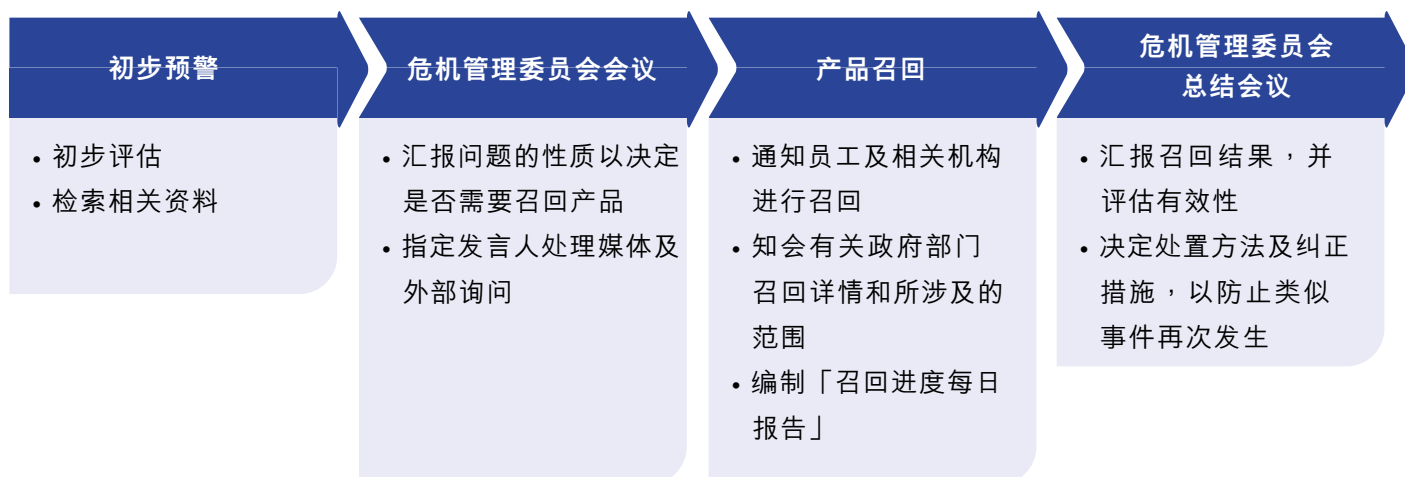 初步预警
• 初步评估
• 检索相关资料
危机管理委员会会议
• 汇报问题的性质以决定
是否需要召回产品
• 指定发言人处理媒体及
外部询问
产品召回
• 通知员工及相关机构
进行召回
• 知会有关政府部门
召回详情和所涉及的
范围
• 编制「召回进度每日
报告」
危机管理委员会
总结会议
• 汇报召回结果，并
评估有效性
• 决定处置方法及纠正
措施，以防止类似
事件再次发生